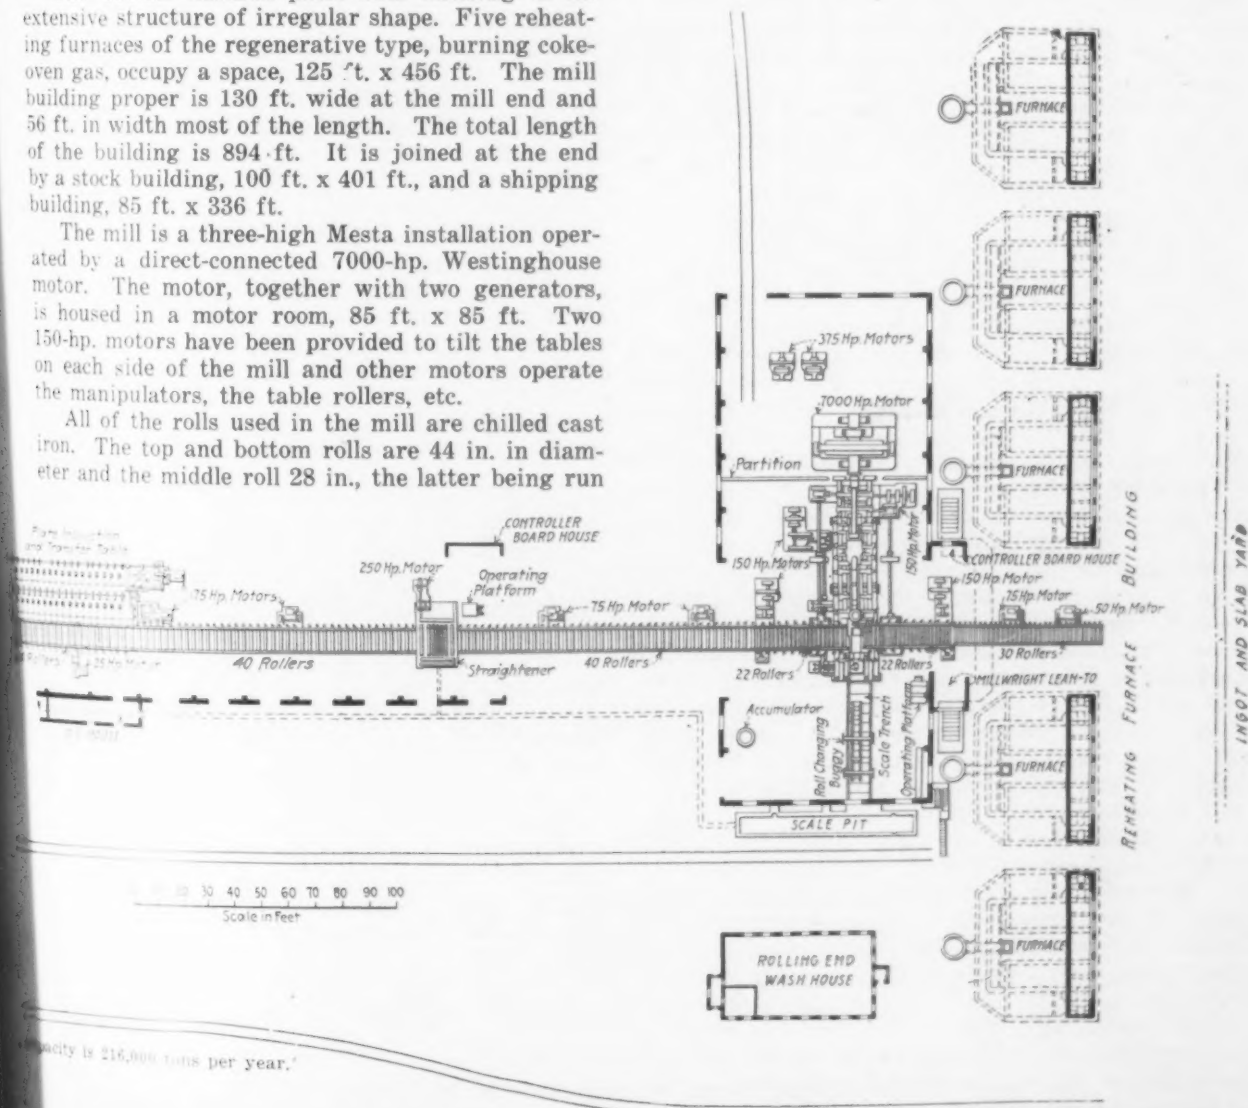 extensive structure of irregular shape. Five reheat-
ing furnaces of the regenerative type, burning coke-
oven gas, occupy a space, 125 ft. x 456 ft. The mill
building proper is 130 ft. wide at the mill end and
56 ft. in width most of the length. The total length
of the building is 894 ft. It is joined at the end
by a stock building, 100 ft. x 401 ft., and a shipping
building, 85 ft. x 336 ft.
The mill is a three-high Mesta installation oper-
ated by a direct-connected 7000-hp. Westinghouse
motor. The motor, together with two generators,
is housed in a motor room, 85 ft. x 85 ft. Two
150-hp. motors have been provided to tilt the tables
on each side of the mill and other motors operate
the manipulators, the table rollers, etc.
All of the rolls used in the mill are chilled cast
iron. The top and bottom rolls are 44 in. in diam-
eter and the middle roll 28 in., the latter being run
FURNACE
FURNACE
375 Hp. Motors
7000 Hp. Motor
Partition
FURNACE
CONTROLLER
BOARD HOUSE
and Transfer Table
250 Hp. Motor
Operating
Platform
150 Hp. Motors
150 Hp. Motor
CONTROLLER BOARD HOUSE
75 Hp. Motors
75 Hp. Motor
150 Hp. Motor
75 Hp. Motor
50 Hp. Motor
Rollers
25 Hp. Motor
40 Rollers
Straightener
40 Rollers
22 Rollers
22 Rollers
30 Rollers
MILLWRIGHT LEAN-TO
Accumulator
Roll Changing
Buggy
Scale Trench
Operating Platform
FURNACE
SCALE PIT
REHEATING FURNACE BUILDING
INGOT AND SLAB YARD
30 40 50 60 70 80 90 100
Scale in Feet
ROLLING END
WASH HOUSE
FURNACE
is 216,000 tons per year.